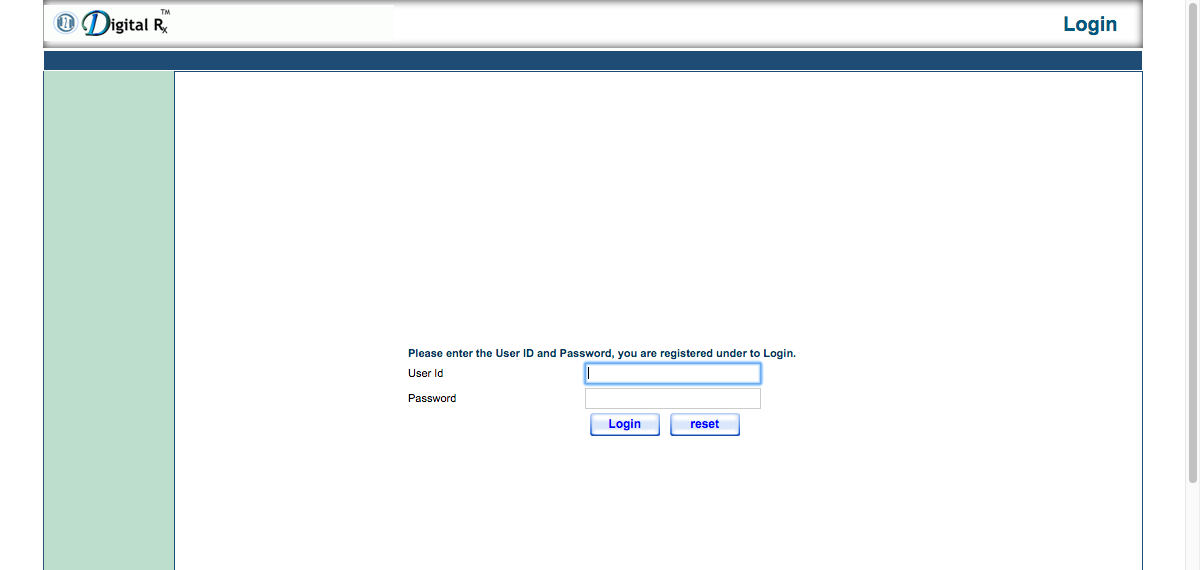 Digital Rx TM
Login
Please enter the User ID and Password, you are registered under to Login.
User Id
Password
Login reset